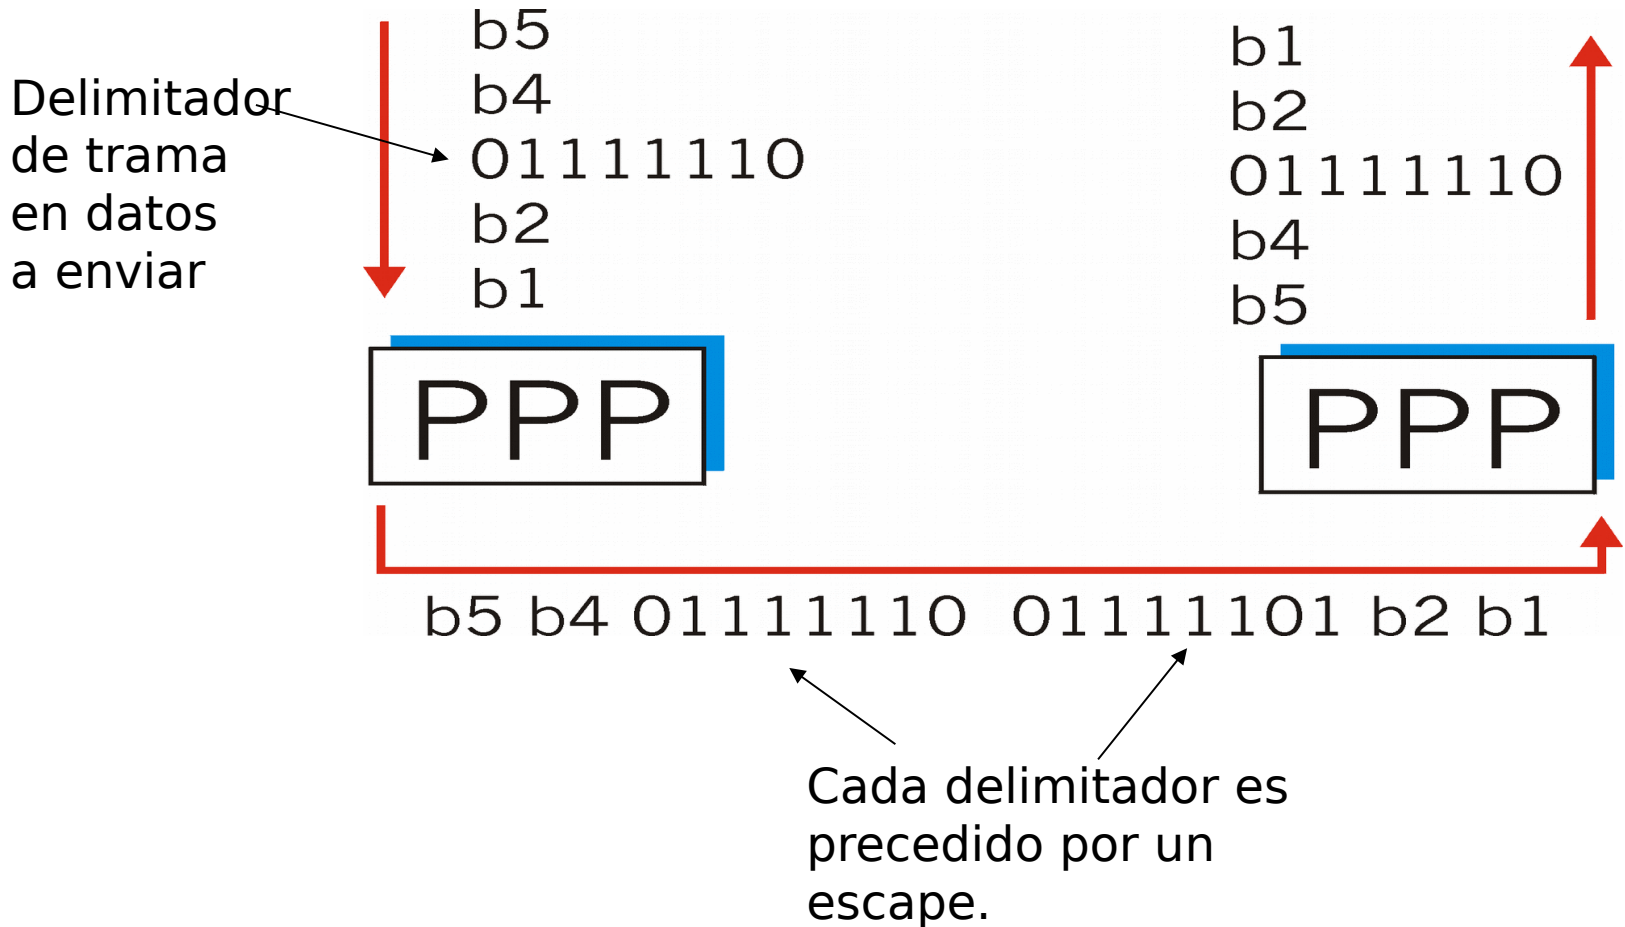 Delimitador
de trama
en datos
a enviar
b5
b4
01111110
b2
b1
b1
b2
01111110
b4
b5
PPP
PPP
b5 b4 01111110 01111101 b2 b1
Cada delimitador es
precedido por un
escape.